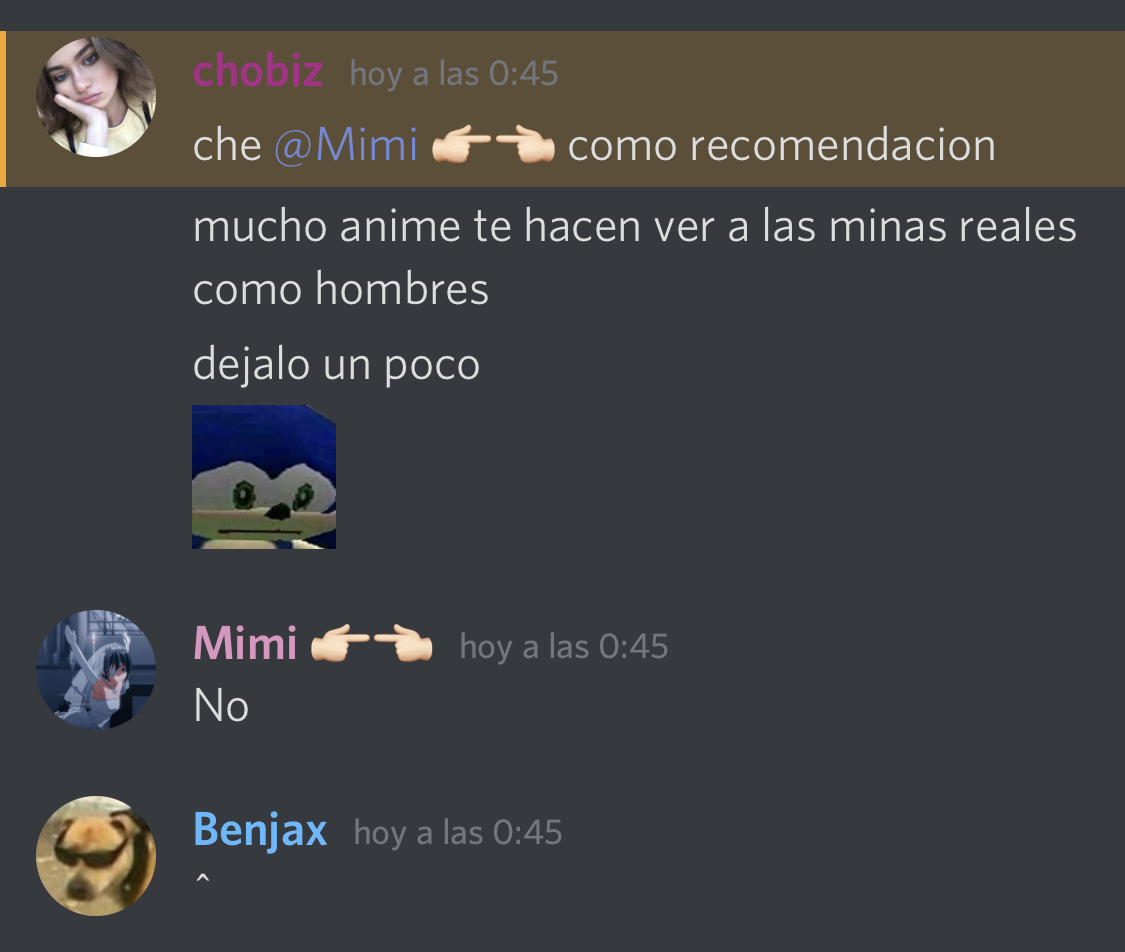 chobiz hoy a las 0:45
che @Mimi 👉🏻👈🏻 como recomendacion
mucho anime te hacen ver a las minas reales
como hombres
dejalo un poco
Mimi 👉🏻👈🏻 hoy a las 0:45
No
Benjax hoy a las 0:45
^